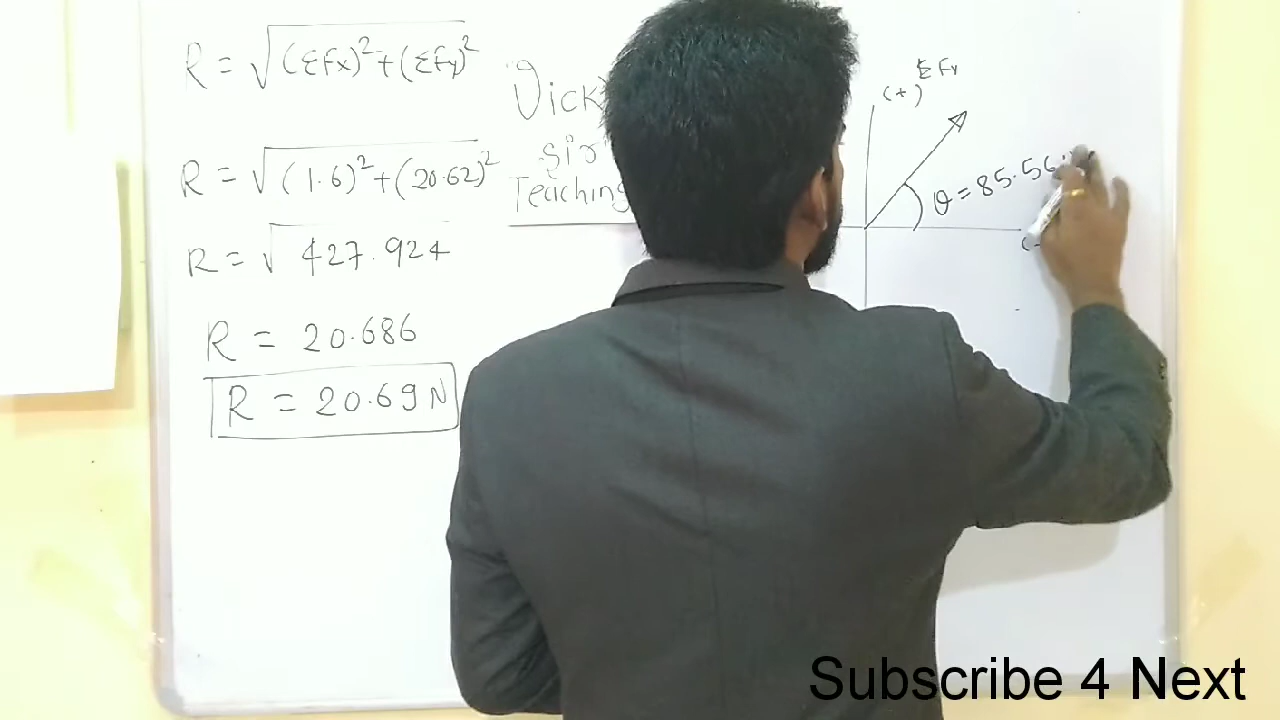 R = √(ΣFx)²+(ΣFy)²
R = √(1.6)²+(20.62)²
R = √427.924
R = 20.686
R = 20.69 N
Sir
Teaching
ΣFy
(+)
θ = 85.56
Subscribe 4 Next